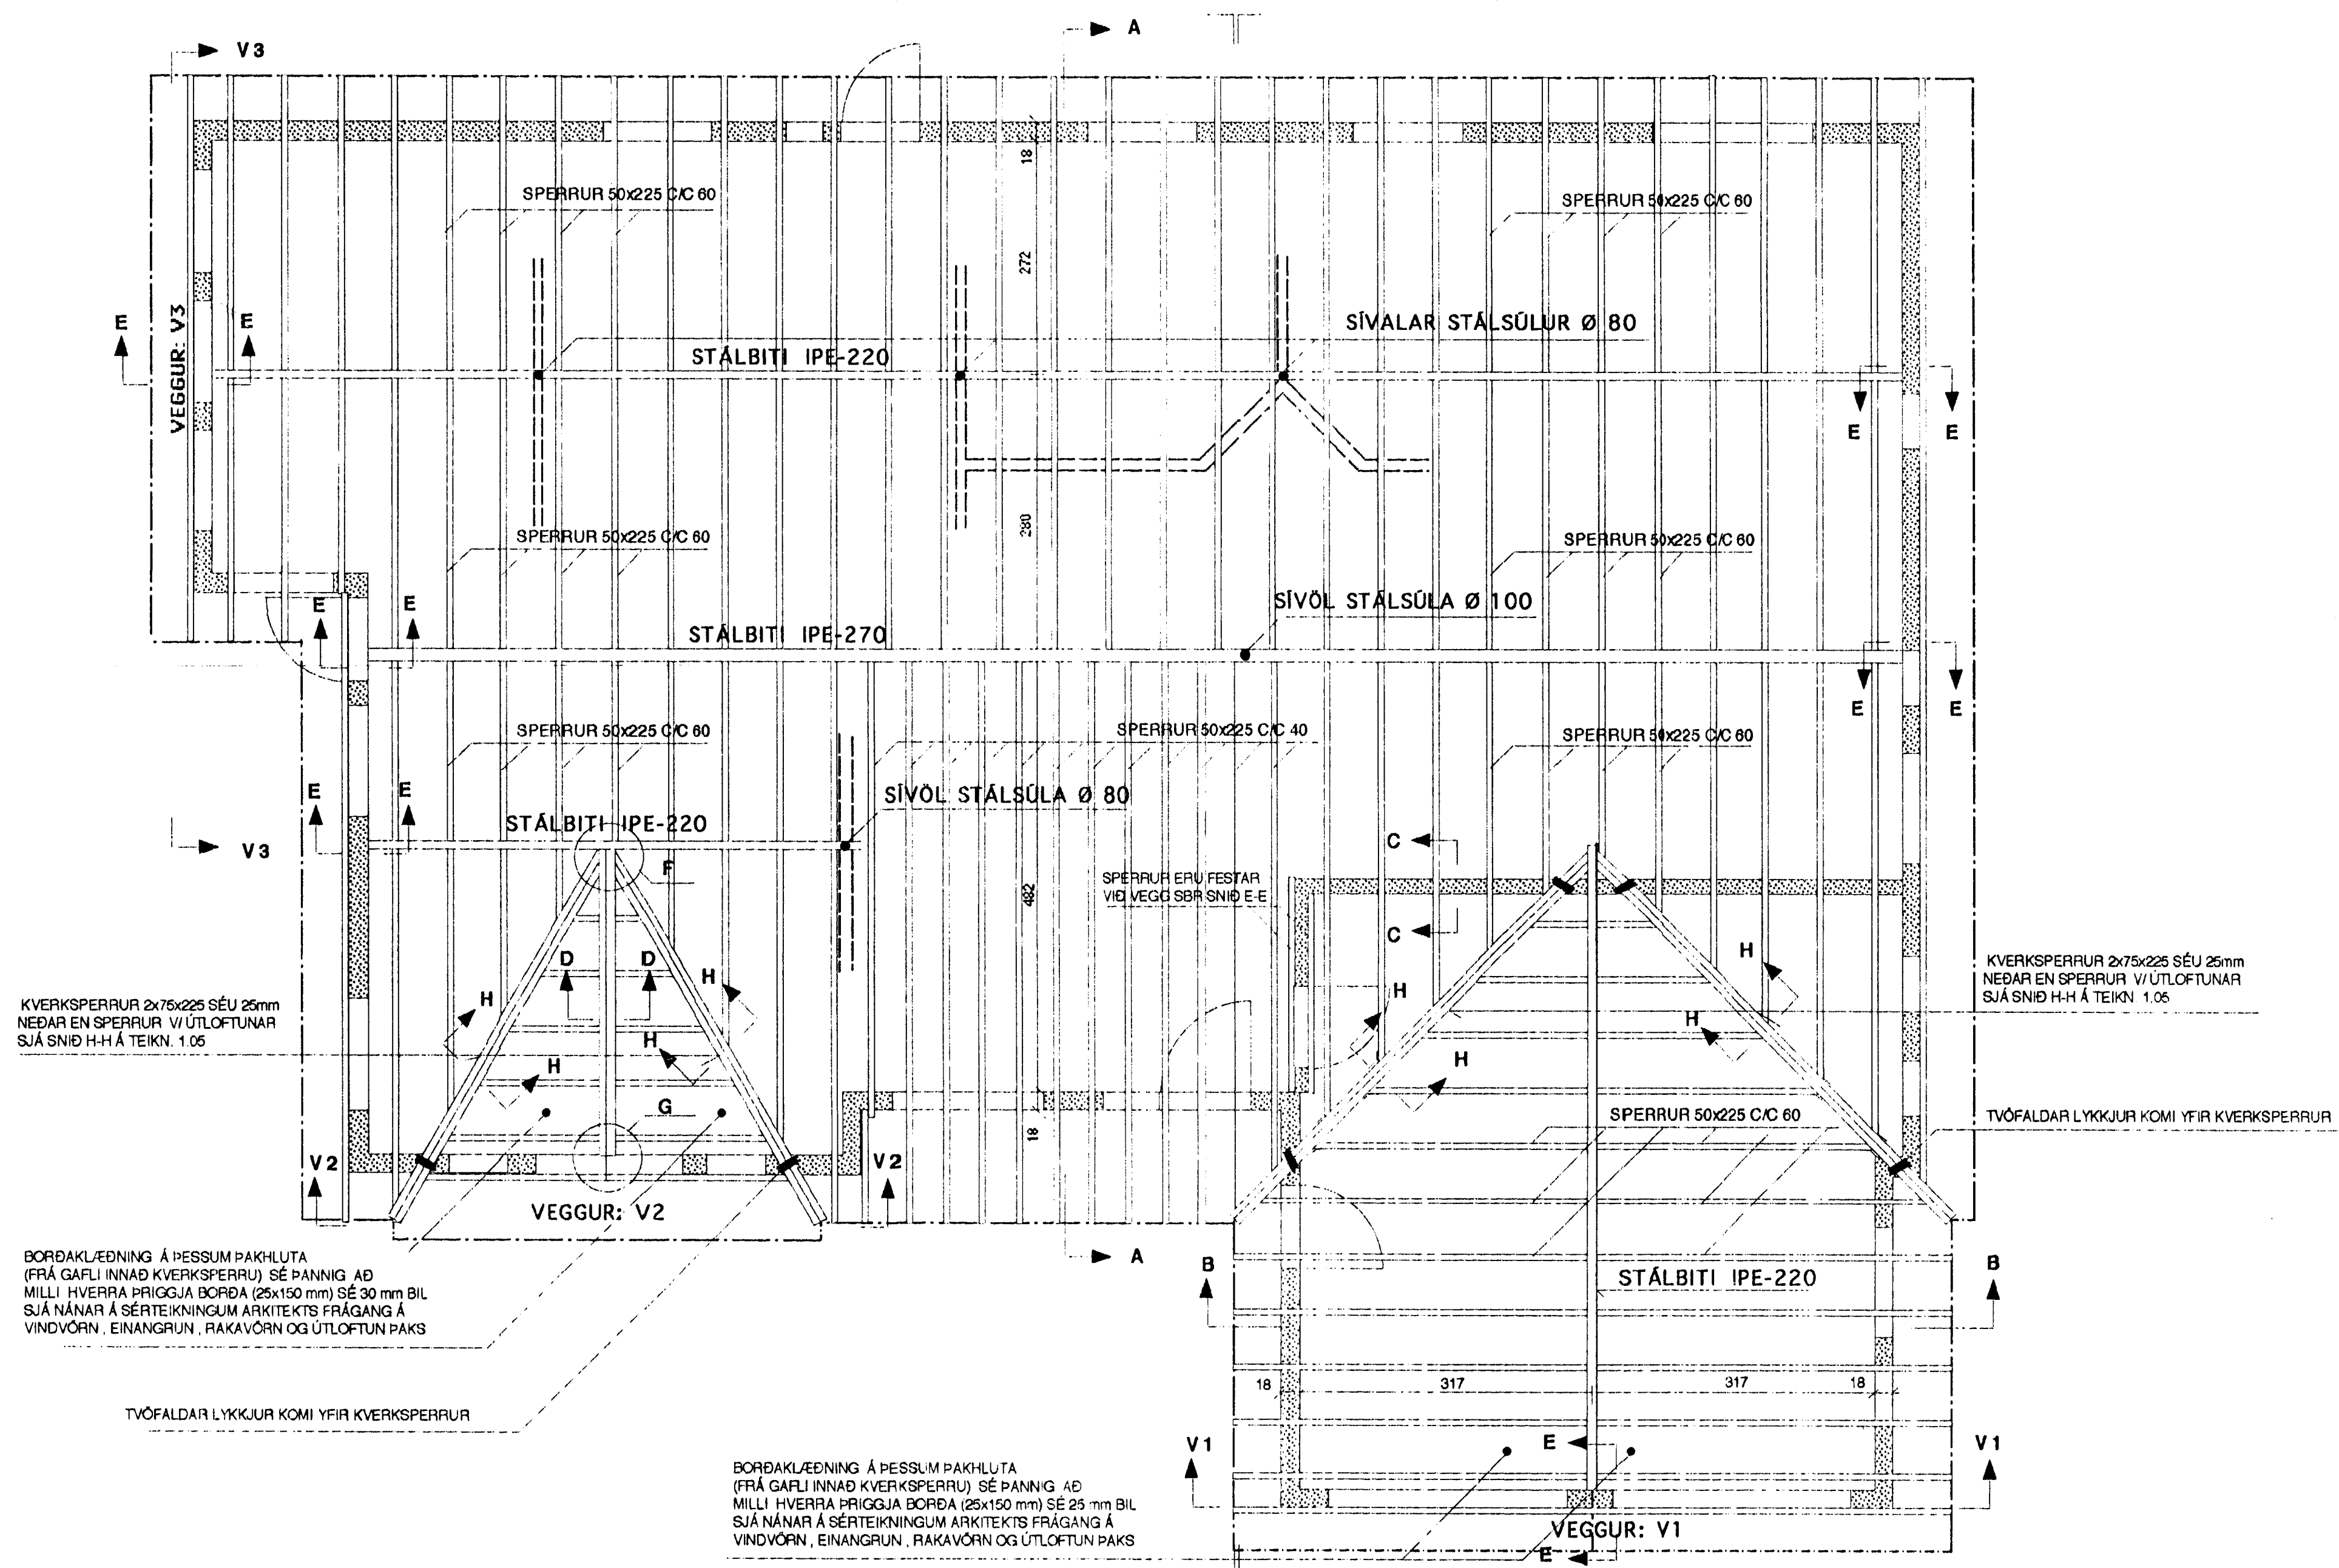 V3
A
18
SPERRUR 50x225 C/C 60
SPERRUR 50x225 C/C 60
272
E
VEGGUR: V3
E
SÍVALAR STÁLSÚLUR Ø 80
STÁLBITI IPE-220
E
E
280
SPERRUR 50x225 C/C 60
SPERRUR 50x225 C/C 60
E
E
SÍVÖL STÁLSÚLA Ø 100
STÁLBITI IPE-270
E
E
SPERRUR 50x225 C/C 60
SPERRUR 50x225 C/C 40
SPERRUR 50x225 C/C 60
E
E
SÍVÖL STÁLSÚLA Ø 80
STÁLBITI IPE-220
V3
F
C
482
SPERRUR ERU FESTAR
VIÐ VEGG SBR SNIÐ E-E
C
D
D
H
H
H
H
KVERKSPERRUR 2x75x225 SÉU 25mm
NEÐAR EN SPERRUR V/ ÚTLOFTUNAR
SJÁ SNIÐ H-H Á TEIKN. 1.05
KVERKSPERRUR 2x75x225 SÉU 25mm
NEÐAR EN SPERRUR V/ ÚTLOFTUNAR
SJÁ SNIÐ H-H Á TEIKN. 1.05
H
H
H
H
G
SPERRUR 50x225 C/C 60
TVÖFALDAR LYKKJUR KOMI YFIR KVERKSPERRUR
18
V2
V2
VEGGUR: V2
BORÐAKLÆÐNING Á ÞESSUM ÞAKHLUTA
(FRÁ GAFLI INNAÐ KVERKSPERRU) SÉ ÞANNIG AÐ
MILLI HVERRA ÞRIGGJA BORÐA (25x150 mm) SÉ 30 mm BIL
SJÁ NÁNAR Á SÉRTEIKNINGUM ARKITEKTS FRÁGANG Á
VINDVÖRN , EINANGRUN , RAKAVÖRN OG ÚTLOFTUN ÞAKS
A
B
B
STÁLBITI IPE-220
18
317
317
18
TVÖFALDAR LYKKJUR KOMI YFIR KVERKSPERRUR
V1
E
V1
BORÐAKLÆÐNING Á ÞESSUM ÞAKHLUTA
(FRÁ GAFLI INNAÐ KVERKSPERRU) SÉ ÞANNIG AÐ
MILLI HVERRA ÞRIGGJA BORÐA (25x150 mm) SÉ 25 mm BIL
SJÁ NÁNAR Á SÉRTEIKNINGUM ARKITEKTS FRÁGANG Á
VINDVÖRN , EINANGRUN , RAKAVÖRN OG ÚTLOFTUN ÞAKS
VEGGUR: V1
E